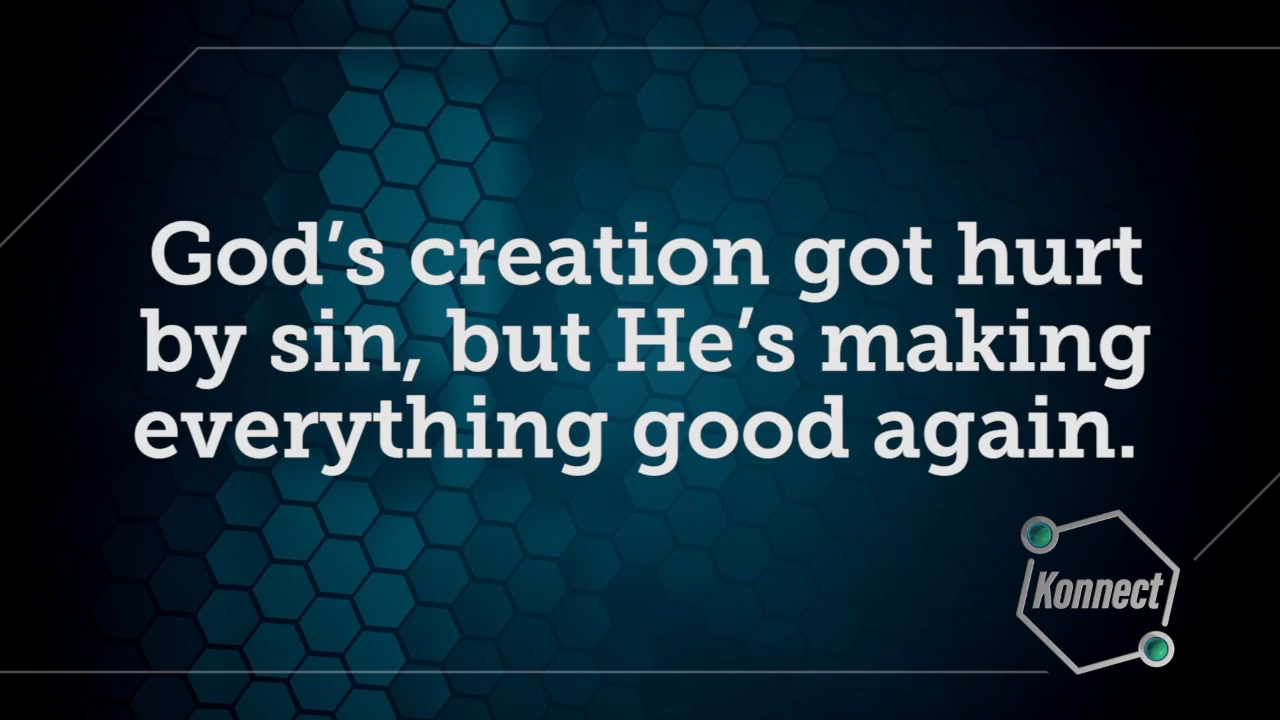 God’s creation got hurt
by sin, but He’s making
everything good again.
Konnect